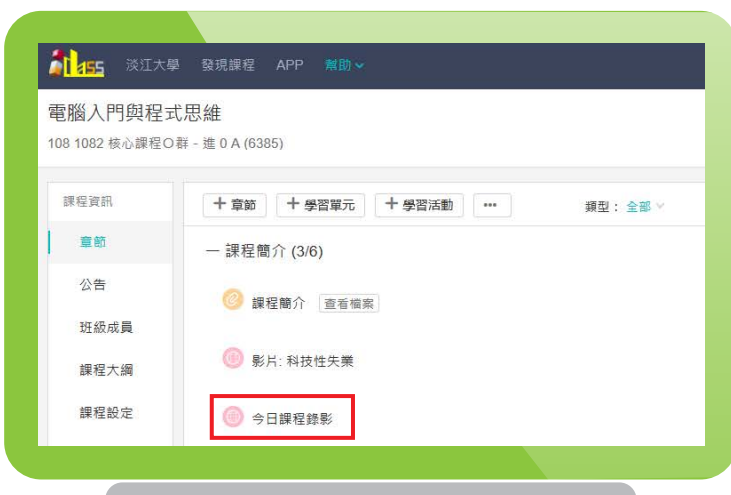 iClass 淡江大學 發現課程 APP 幫助
電腦入門與程式思維
108 1082 核心課程O群 - 進 0 A (6385)
課程資訊
章節
公告
班級成員
課程大綱
課程設定
+ 章節 + 學習單元 + 學習活動 ••• 類型： 全部
一 課程簡介 (3/6)
課程簡介 查看檔案
影片: 科技性失業
今日課程錄影